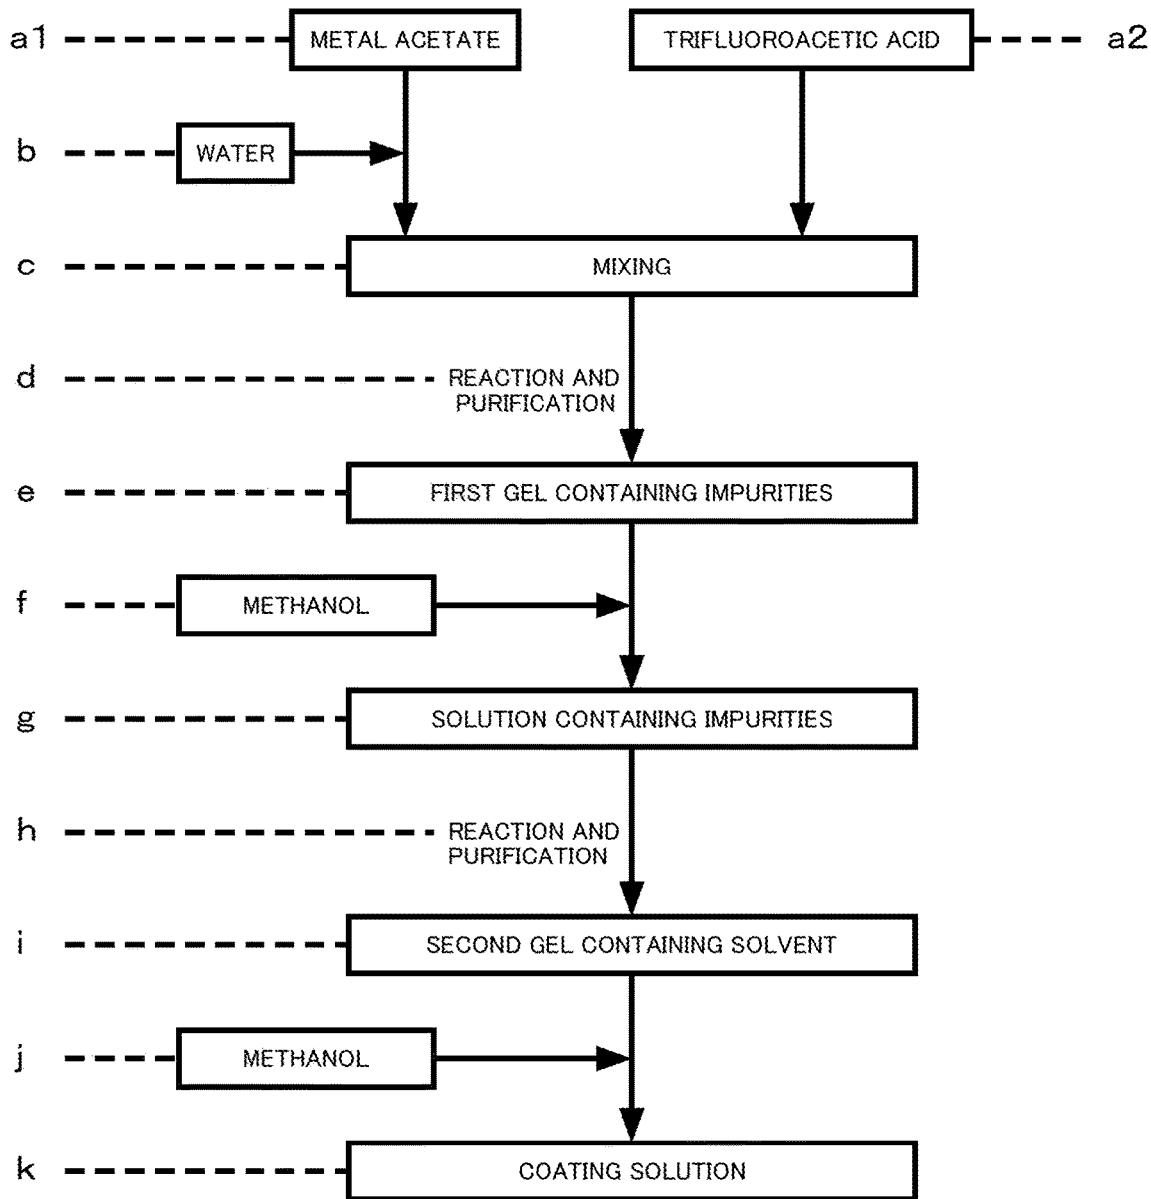 a1
METAL ACETATE
TRIFLUOROACETIC ACID
a2
b
WATER
c
MIXING
d
REACTION AND
PURIFICATION
e
FIRST GEL CONTAINING IMPURITIES
f
METHANOL
g
SOLUTION CONTAINING IMPURITIES
h
REACTION AND
PURIFICATION
i
SECOND GEL CONTAINING SOLVENT
j
METHANOL
k
COATING SOLUTION